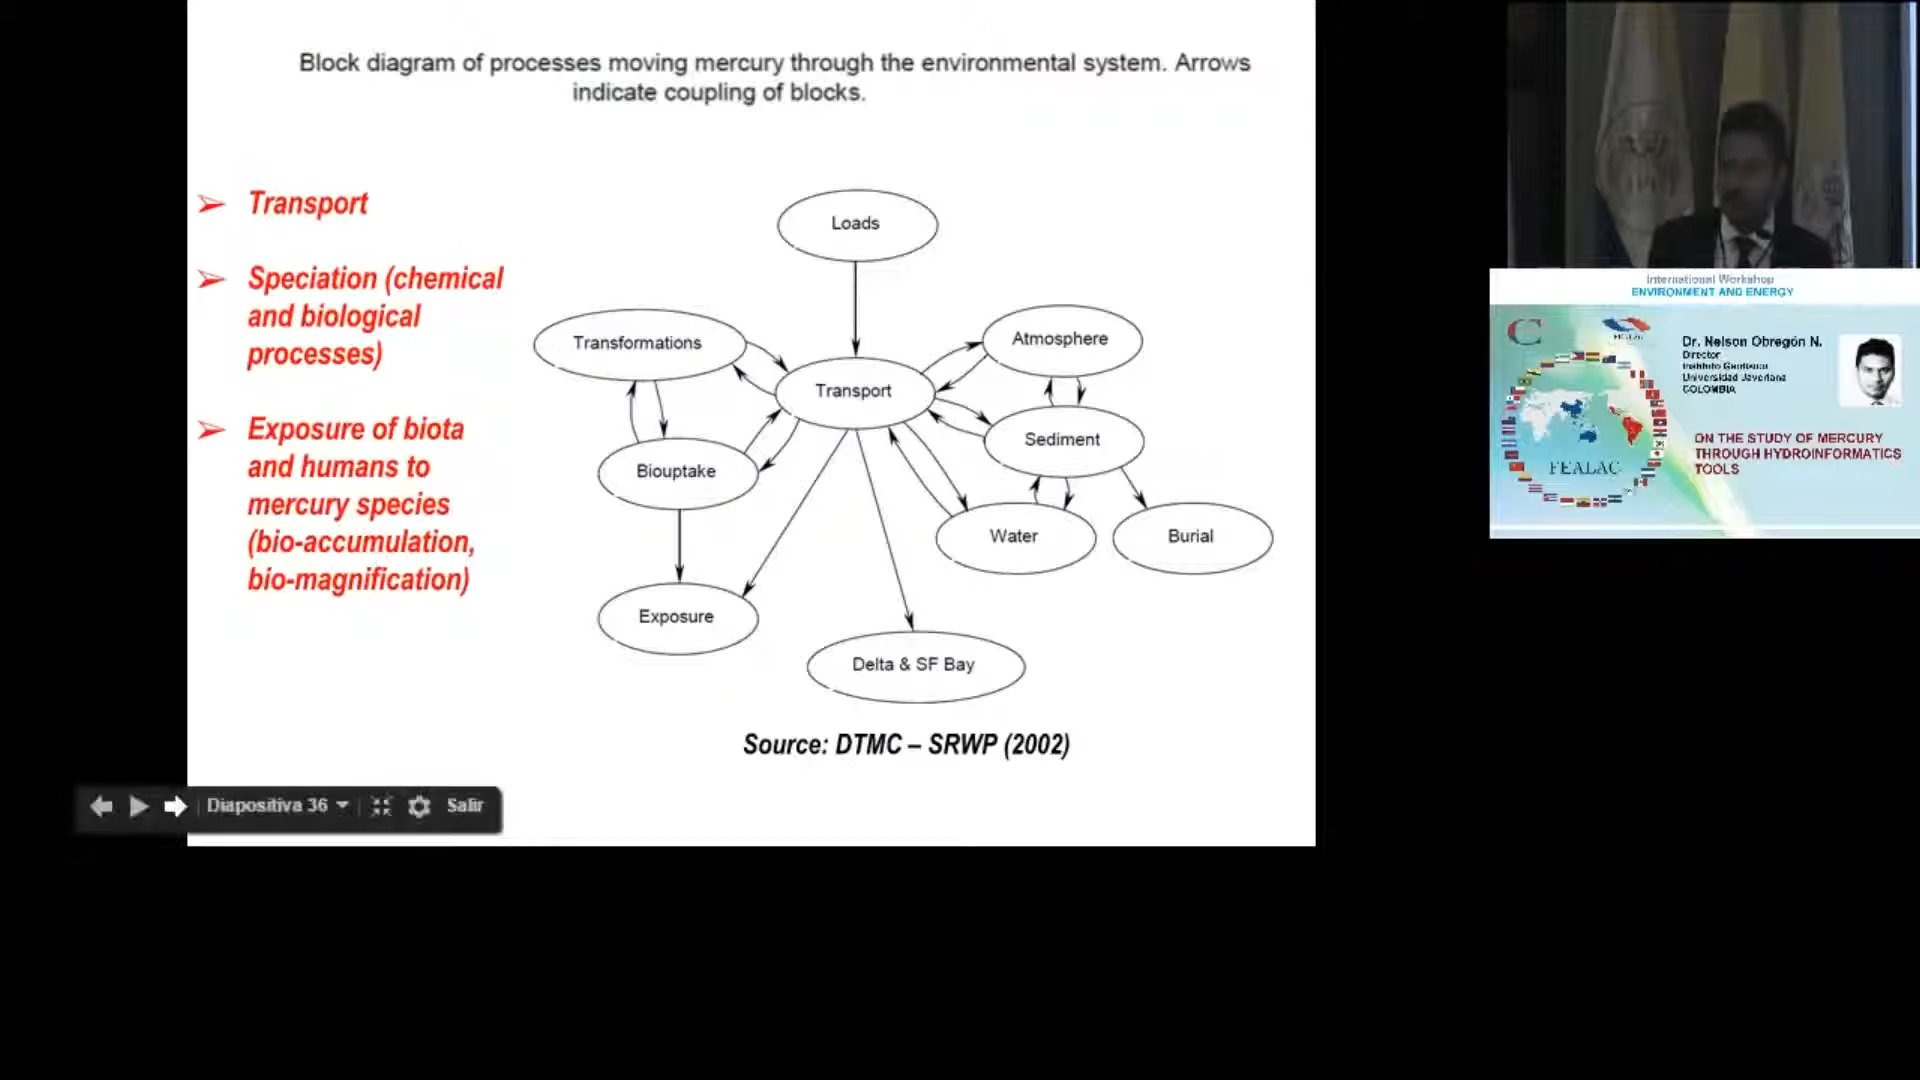 Block diagram of processes moving mercury through the environmental system. Arrows
indicate coupling of blocks.
➢ Transport
➢ Speciation (chemical
and biological
processes)
➢ Exposure of biota
and humans to
mercury species
(bio-accumulation,
bio-magnification)
Loads
Transformations
Atmosphere
Transport
Sediment
Biouptake
Water
Burial
Exposure
Delta & SF Bay
Source: DTMC – SRWP (2002)
Diapositiva 36
Salir
International Workshop
ENVIRONMENT AND ENERGY
C
FEALAC
Dr. Nelson Obregón N.
Director
Instituto Geofísico
Universidad Javeriana
COLOMBIA
ON THE STUDY OF MERCURY
THROUGH HYDROINFORMATICS
TOOLS
FEALAC